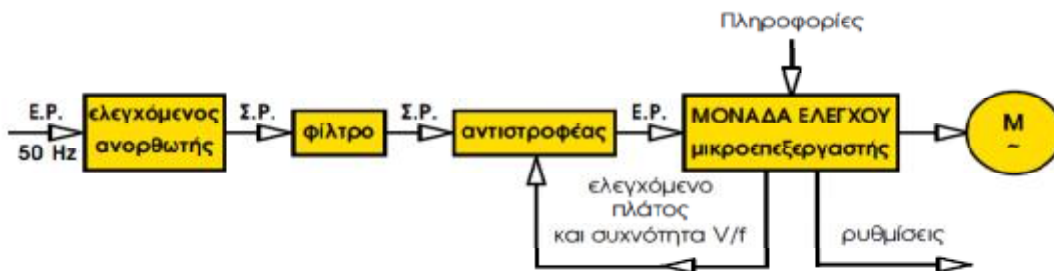 Πληροφορίες
Ε.Ρ.
50 Hz
ελεγχόμενος
ανορθωτής
Σ.Ρ.
φίλτρο
Σ.Ρ.
αντιστροφέας
Ε.Ρ.
ΜΟΝΑΔΑ ΕΛΕΓΧΟΥ
μικροεπεξεργαστής
Μ
~
ελεγχόμενο
πλάτος
και συχνότητα V/f
ρυθμίσεις